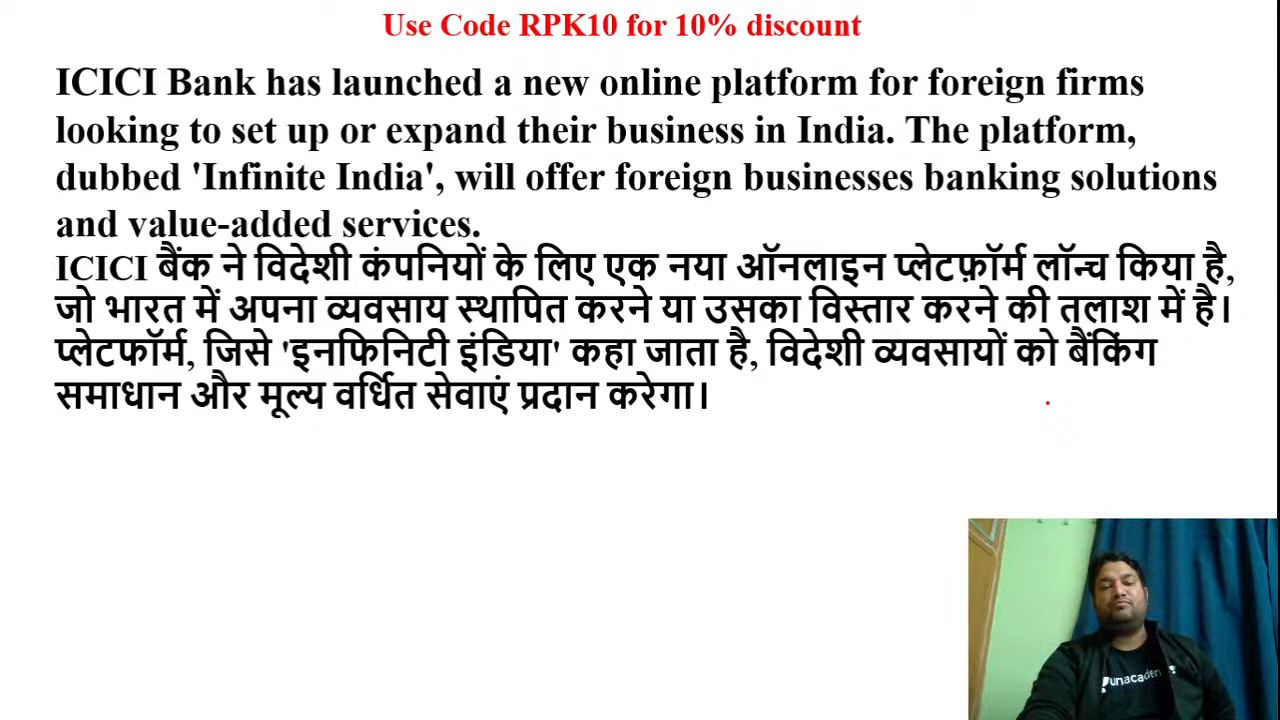 Use Code RPK10 for 10% discount
ICICI Bank has launched a new online platform for foreign firms
looking to set up or expand their business in India. The platform,
dubbed 'Infinite India', will offer foreign businesses banking solutions
and value-added services.
ICICI बैंक ने विदेशी कंपनियों के लिए एक नया ऑनलाइन प्लेटफ़ॉर्म लॉन्च किया है,
जो भारत में अपना व्यवसाय स्थापित करने या उसका विस्तार करने की तलाश में है।
प्लेटफॉर्म, जिसे 'इनफिनिटी इंडिया' कहा जाता है, विदेशी व्यवसायों को बैंकिंग
समाधान और मूल्य वर्धित सेवाएं प्रदान करेगा।